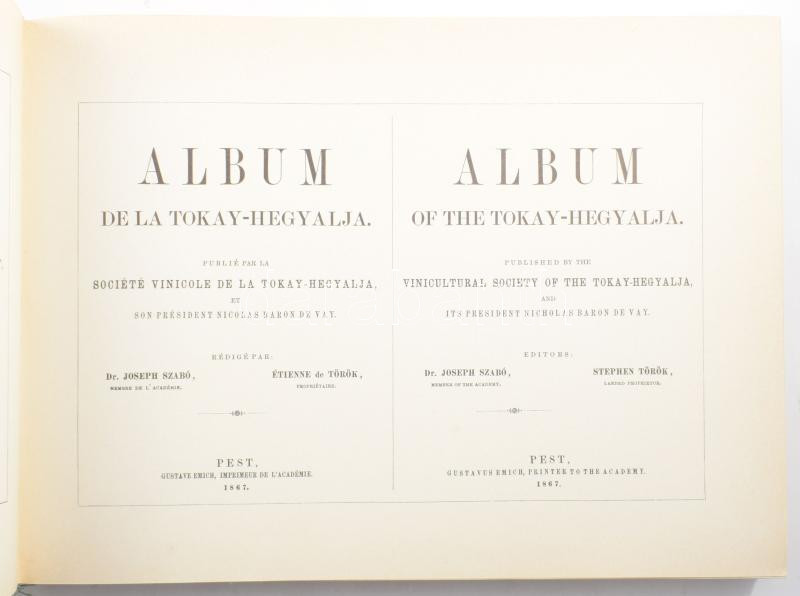 ALBUM
DE LA TOKAY-HEGYALJA.
PUBLIÉ PAR LA
SOCIÉTÉ VINICOLE DE LA TOKAY-HEGYALJA,
ET
SON PRÉSIDENT NICOLAS BARON DE VAY.
RÉDIGÉ PAR:
Dr. JOSEPH SZABÓ,
MEMBRE DE L'ACADÉMIE.
ÉTIENNE de TÖRÖK,
PROPRIÉTAIRE.
PEST,
GUSTAVE EMICH, IMPRIMEUR DE L'ACADÉMIE.
1867.
ALBUM
OF THE TOKAY-HEGYALJA.
PUBLISHED BY THE
VINICULTURAL SOCIETY OF THE TOKAY-HEGYALJA,
AND
ITS PRESIDENT NICHOLAS BARON DE VAY.
EDITORS:
Dr. JOSEPH SZABÓ,
MEMBER OF THE ACADEMY.
STEPHEN TÖRÖK,
LANDED PROPRIETOR.
PEST,
GUSTAVUS EMICH, PRINTER TO THE ACADEMY.
1867.